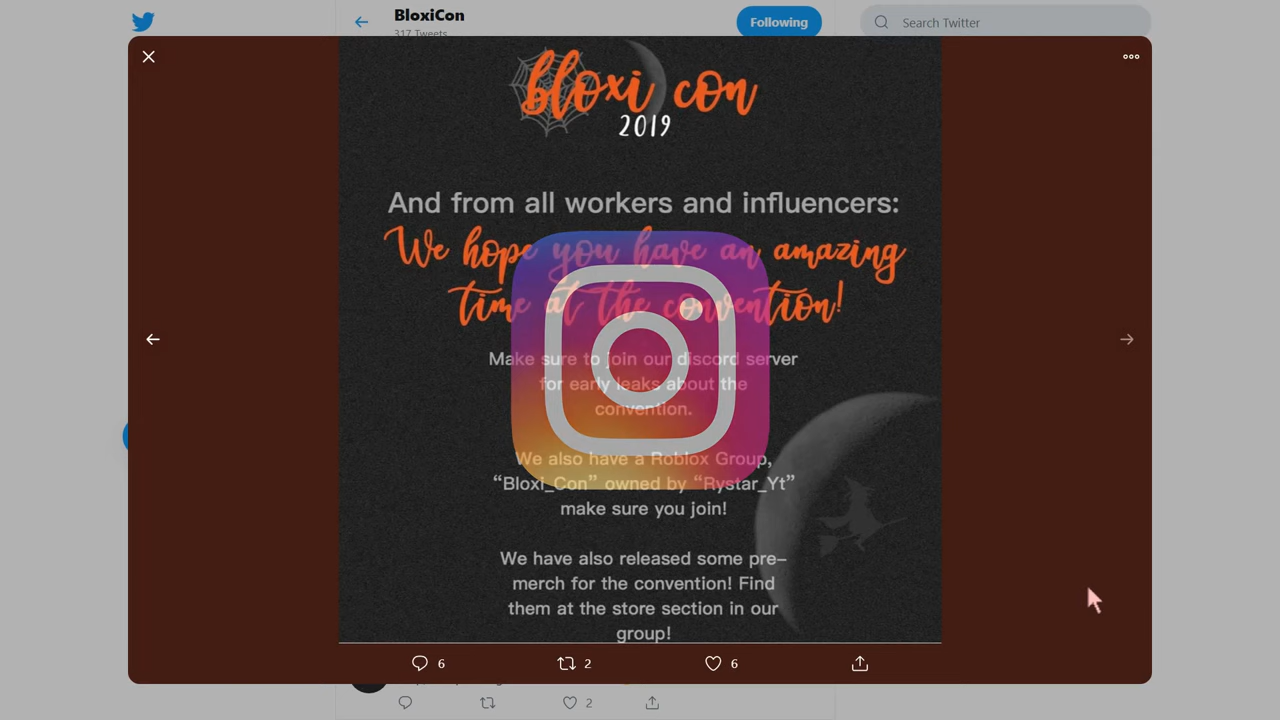 BloxiCon
317 Tweets
Following
Search Twitter
bloxi con
2019
And from all workers and influencers:
We hope you have an amazing
time at the convention!
Make sure to join our discord server
for early leaks about the
convention.
We also have a Roblox Group,
“Bloxi_Con” owned by “Rystar_Yt”
make sure you join!
We have also released some pre-
merch for the convention! Find
them at the store section in our
group!
6
2
6
2